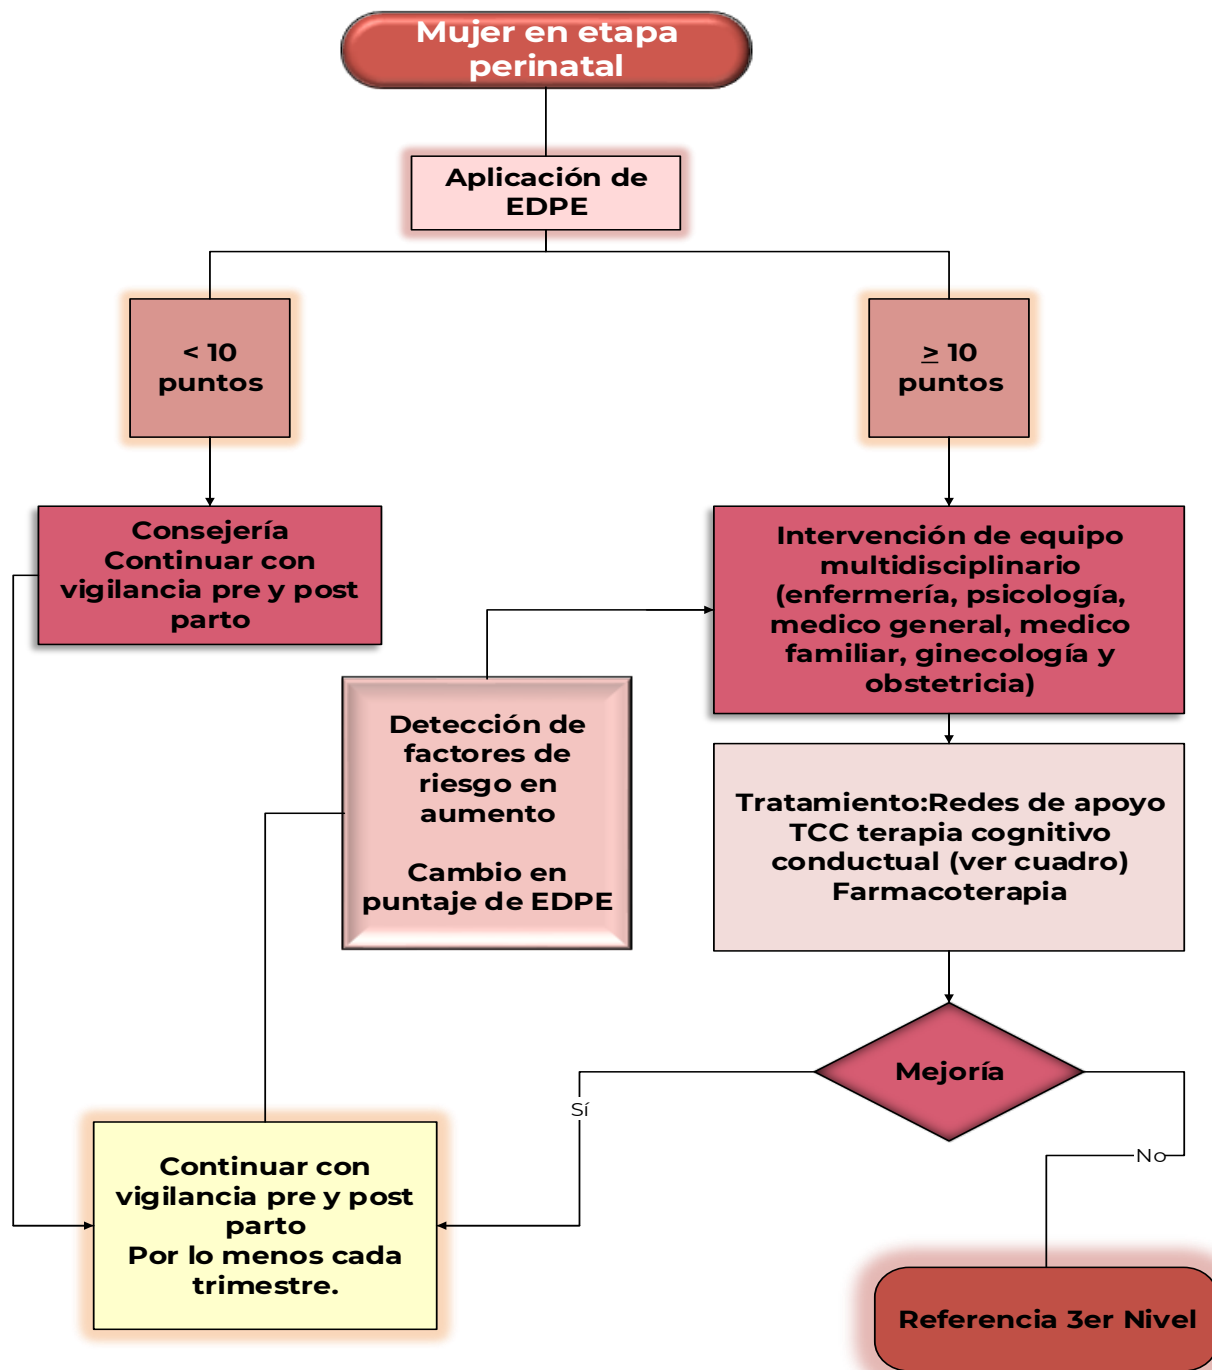 Mujer en etapa
perinatal
Aplicación de
EDPE
< 10
puntos
≥ 10
puntos
Consejería
Continuar con
vigilancia pre y post
parto
Intervención de equipo
multidisciplinario
(enfermería, psicología,
medico general, medico
familiar, ginecología y
obstetricia)
Detección de
factores de
riesgo en
aumento
Cambio en
puntaje de EDPE
Tratamiento:Redes de apoyo
TCC terapia cognitivo
conductual (ver cuadro)
Farmacoterapia
Mejoría
Sí
No
Continuar con
vigilancia pre y post
parto
Por lo menos cada
trimestre.
Referencia 3er Nivel